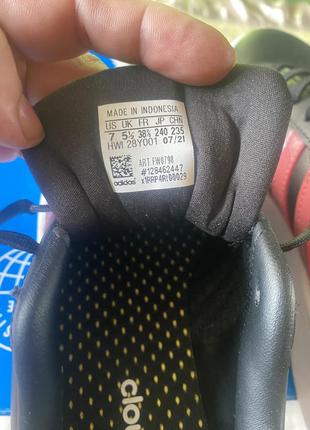 MADE IN INDONESIA
US UK FR JP CHN
7 5½ 38⅔ 240 235
HWI 28Y001 07/21
ART FW0798
#128462447
adidas
clou